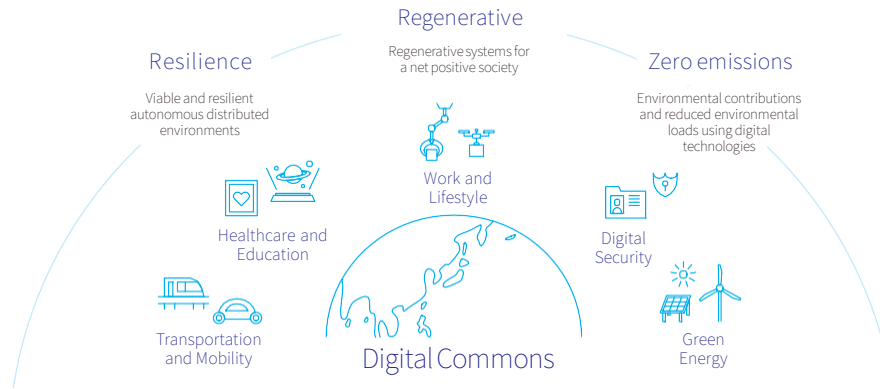 Regenerative
Regenerative systems for
a net positive society
Resilience
Viable and resilient
autonomous distributed
environments
Zero emissions
Environmental contributions
and reduced environmental
loads using digital
technologies
Work and
Lifestyle
Healthcare and
Education
Digital
Security
Transportation
and Mobility
Green
Energy
Digital Commons